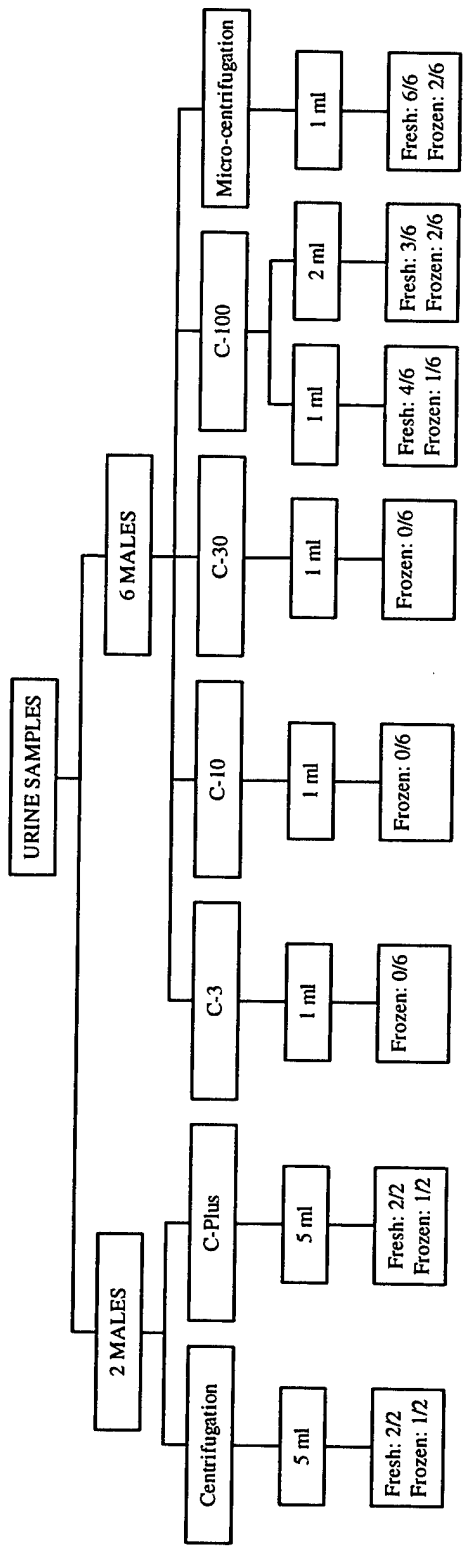 URINE SAMPLES
2 MALES
6 MALES
Centrifugation
C-Plus
C-3
C-10
C-30
C-100
Micro-centrifugation
5 ml
5 ml
1 ml
1 ml
1 ml
1 ml
2 ml
1 ml
Fresh: 2/2
Frozen: 1/2
Fresh: 2/2
Frozen: 1/2
Frozen: 0/6
Frozen: 0/6
Frozen: 0/6
Fresh: 4/6
Frozen: 1/6
Fresh: 3/6
Frozen: 2/6
Fresh: 6/6
Frozen: 2/6